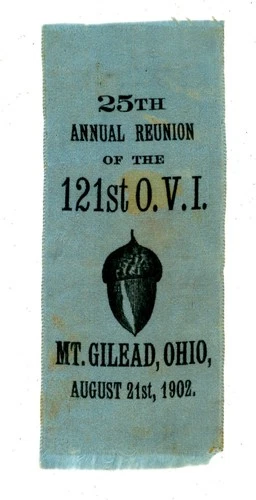 25TH
ANNUAL REUNION
OF THE
121st O.V.I.
MT. GILEAD, OHIO,
AUGUST 21st, 1902.